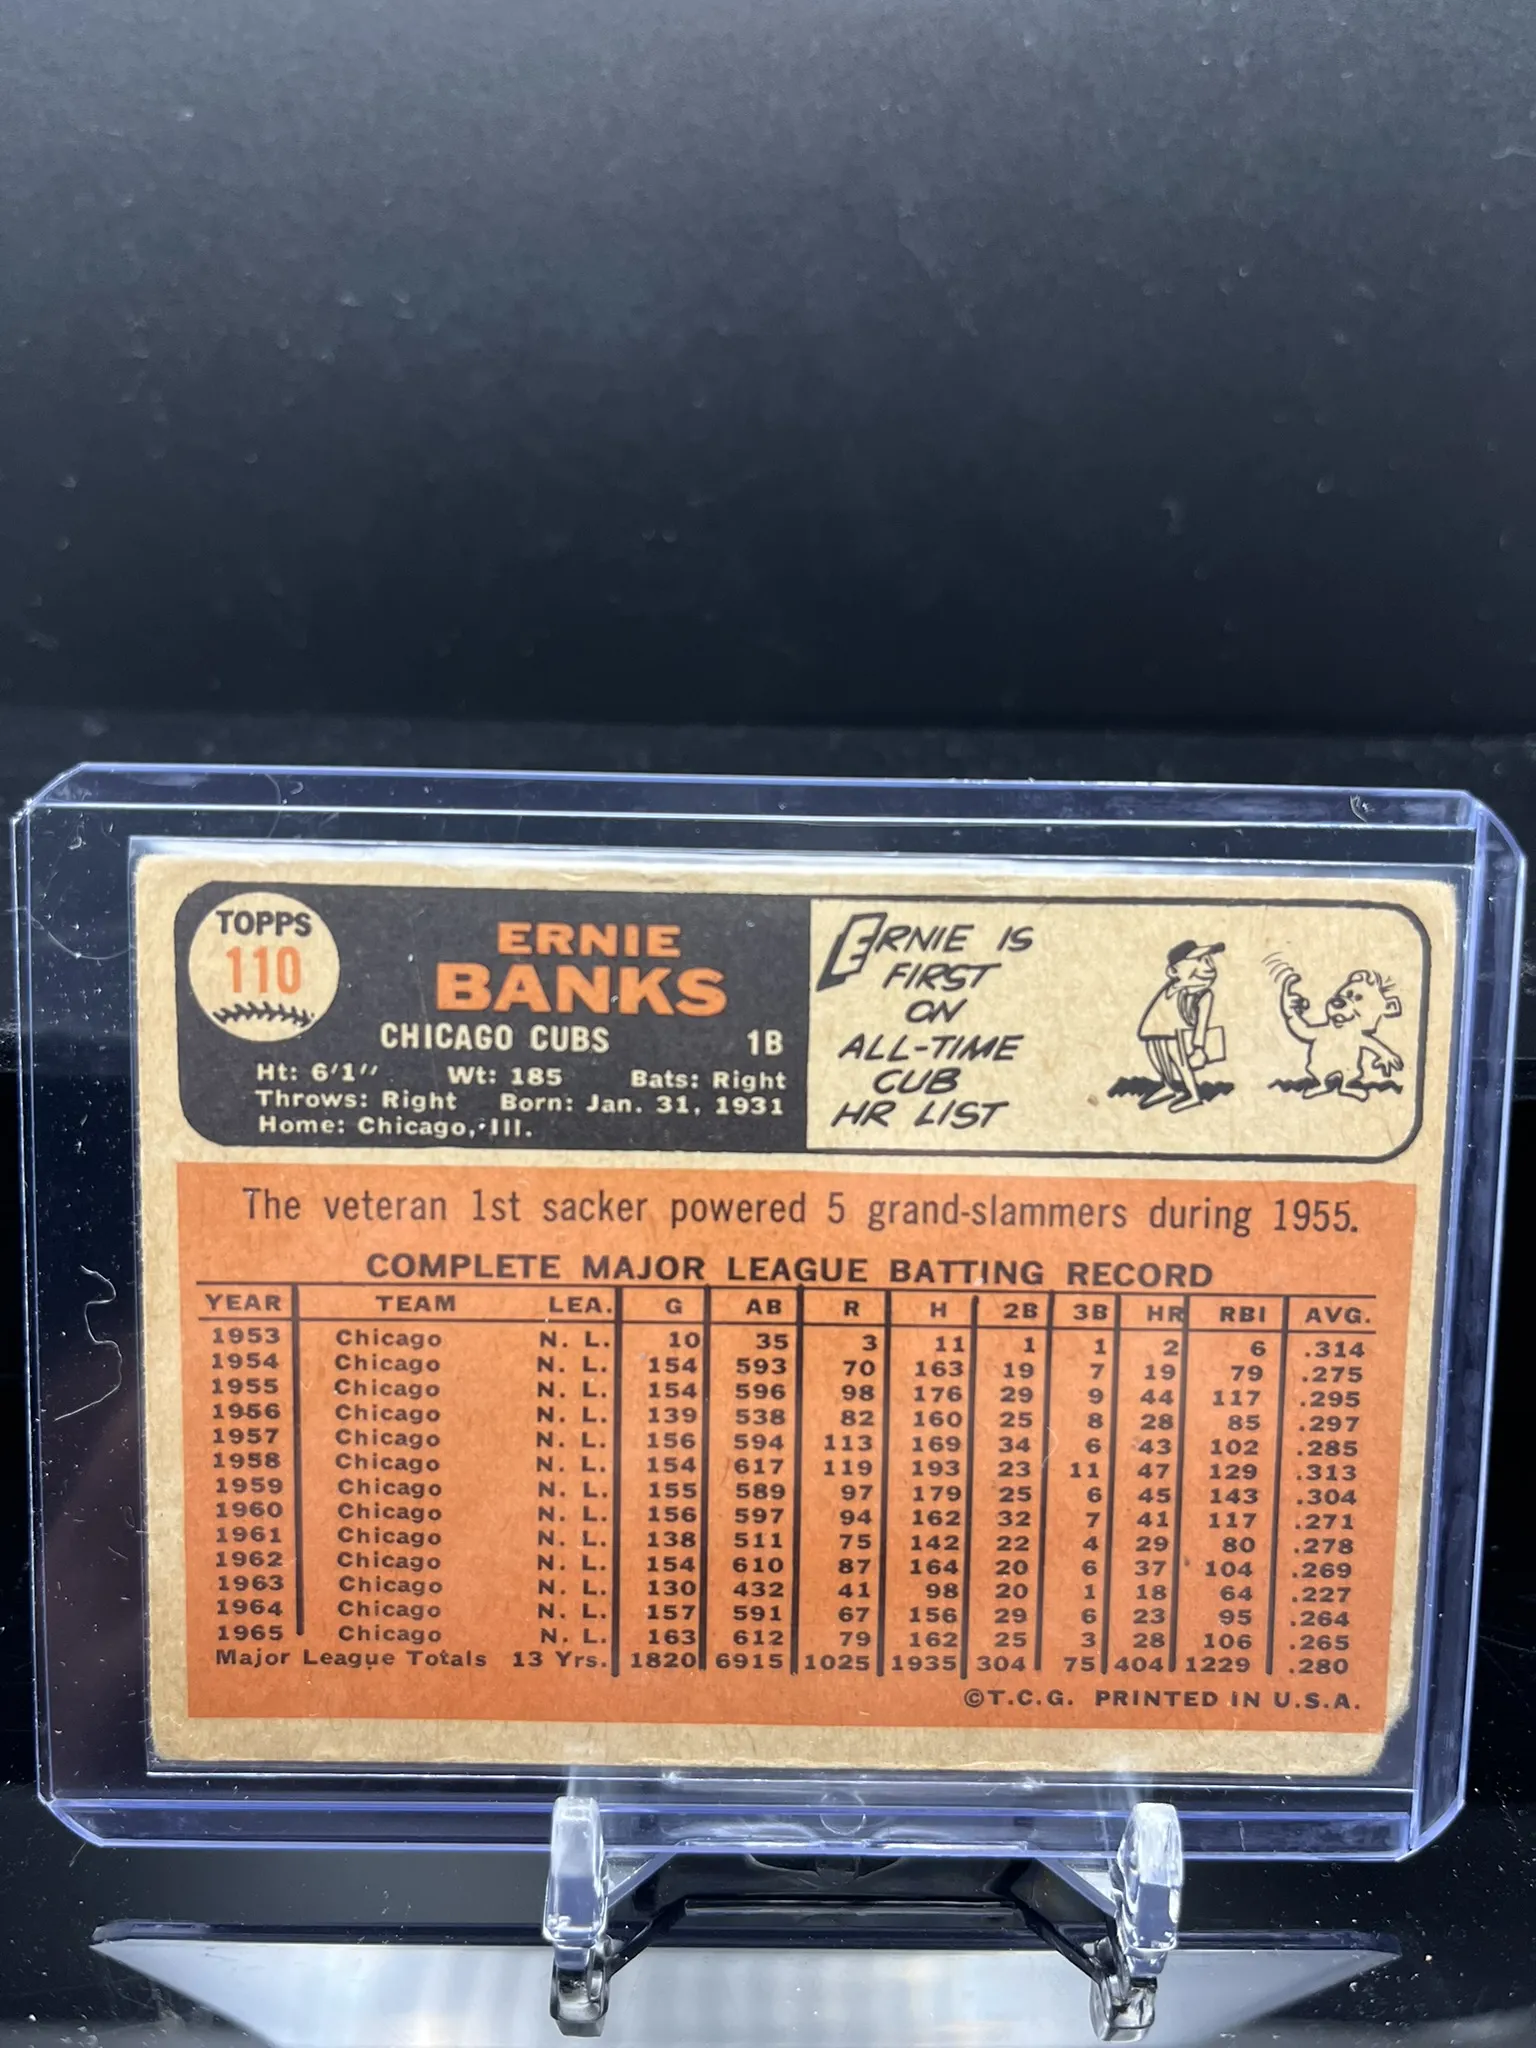 TOPPS
110
ERNIE
BANKS
CHICAGO CUBS 1B
Ht: 6'1" Wt: 185 Bats: Right
Throws: Right Born: Jan. 31, 1931
Home: Chicago, Ill.
ERNIE IS
FIRST
ON
ALL-TIME
CUB
HR LIST
The veteran 1st sacker powered 5 grand-slammers during 1955.
COMPLETE MAJOR LEAGUE BATTING RECORD
YEAR TEAM LEA. G AB R H 2B 3B HR RBI AVG.
1953 Chicago N. L. 10 35 3 11 1 1 2 6 .314
1954 Chicago N. L. 154 593 70 163 19 7 19 79 .275
1955 Chicago N. L. 154 596 98 176 29 9 44 117 .295
1956 Chicago N. L. 139 538 82 160 25 8 28 85 .297
1957 Chicago N. L. 156 594 113 169 34 6 43 102 .285
1958 Chicago N. L. 154 617 119 193 23 11 47 129 .313
1959 Chicago N. L. 155 589 97 179 25 6 45 143 .304
1960 Chicago N. L. 156 597 94 162 32 7 41 117 .271
1961 Chicago N. L. 138 511 75 142 22 4 29 80 .278
1962 Chicago N. L. 154 610 87 164 20 6 37 104 .269
1963 Chicago N. L. 130 432 41 98 20 1 18 64 .227
1964 Chicago N. L. 157 591 67 156 29 6 23 95 .264
1965 Chicago N. L. 163 612 79 162 25 3 28 106 .265
Major League Totals 13 Yrs. 1820 6915 1025 1935 304 75 404 1229 .280
©T.C.G. PRINTED IN U.S.A.